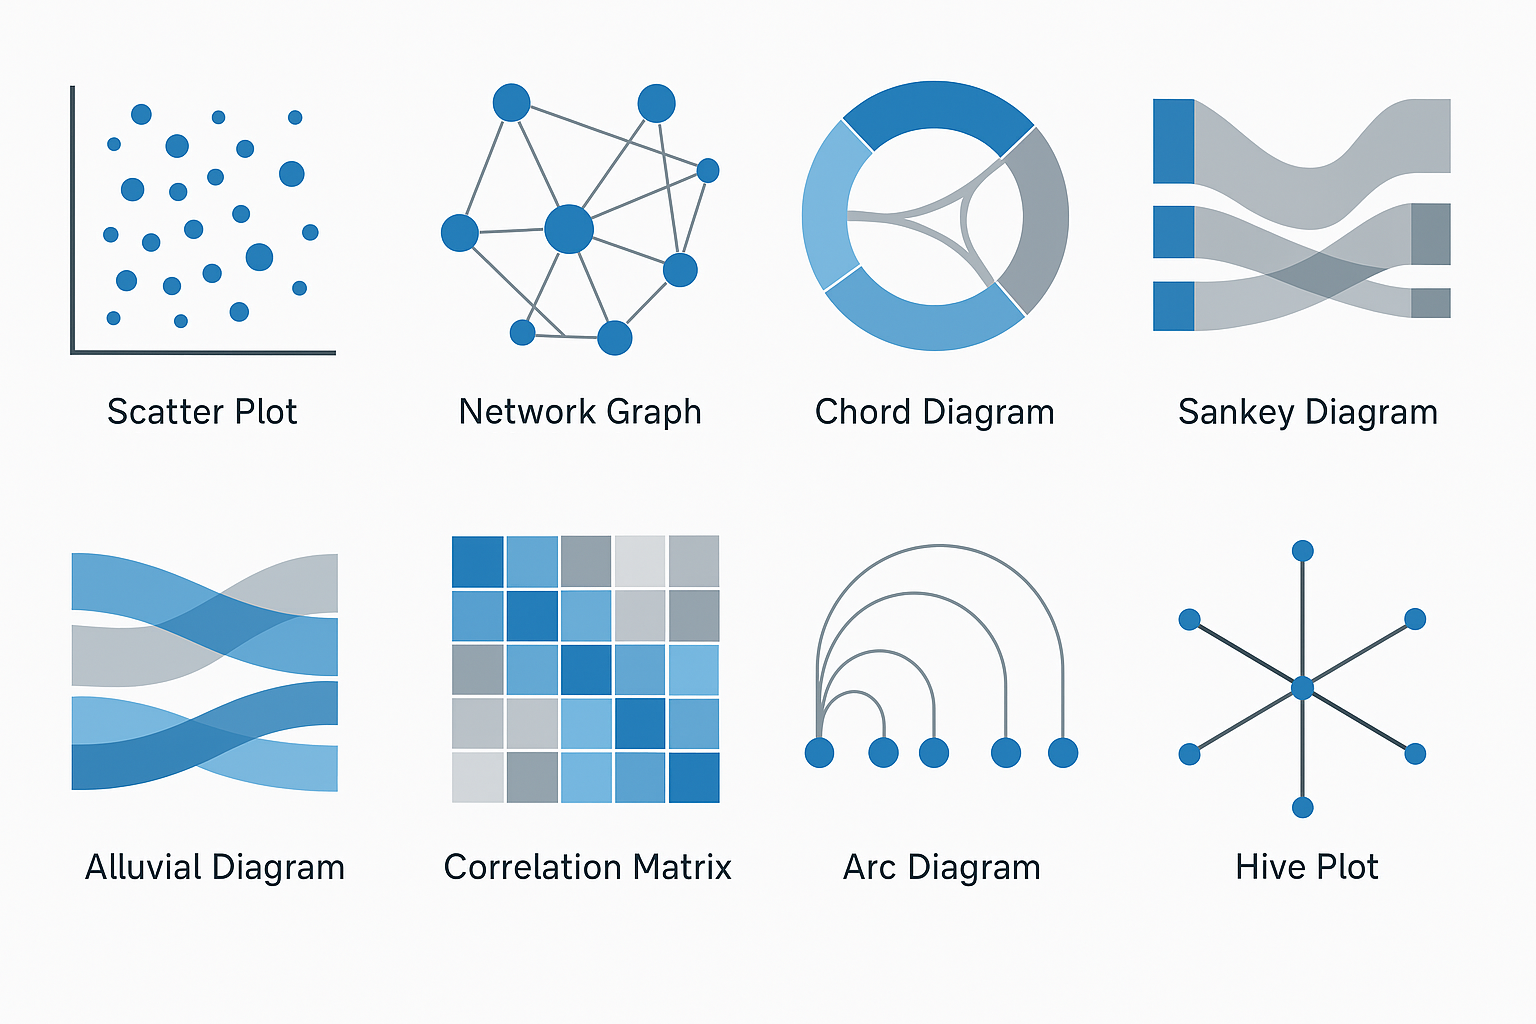 Scatter Plot
Network Graph
Chord Diagram
Sankey Diagram
Alluvial Diagram
Correlation Matrix
Arc Diagram
Hive Plot